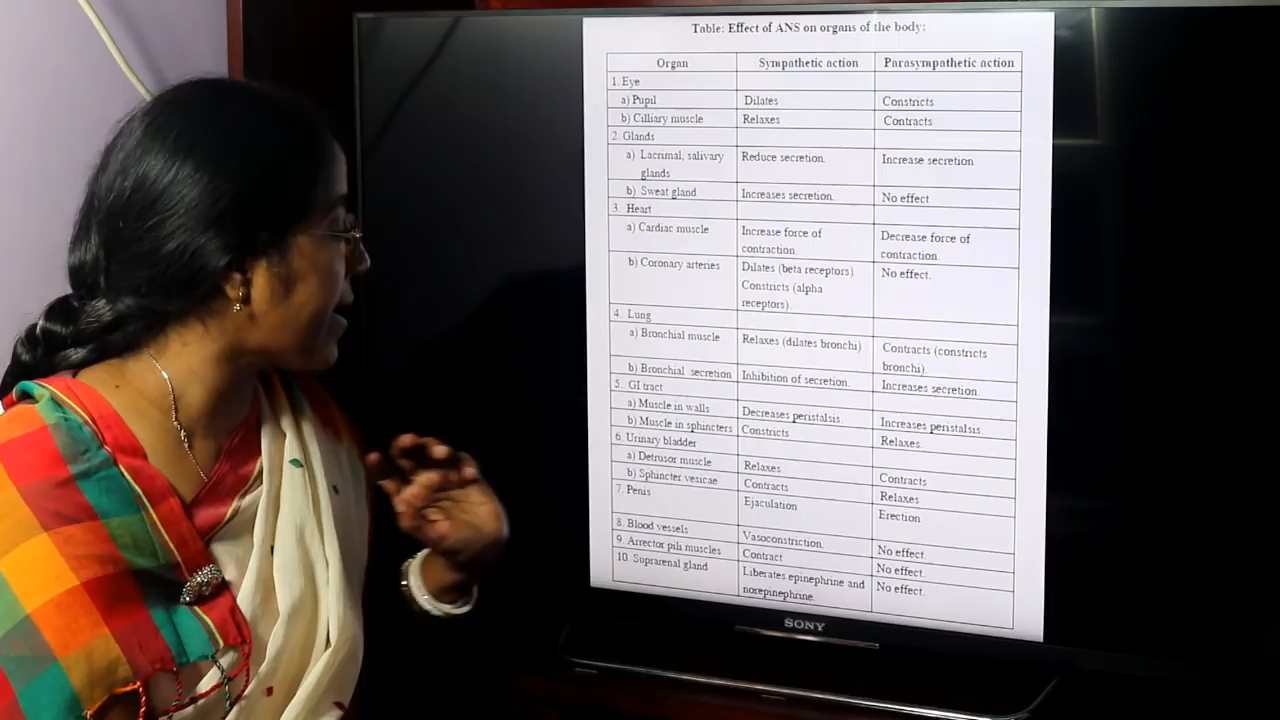 Table: Effect of ANS on organs of the body:
Organ Sympathetic action Parasympathetic action
1. Eye
a) Pupil Dilates Constricts
b) Cilliary muscle Relaxes Contracts
2. Glands
a) Lacrimal, salivary glands Reduce secretion. Increase secretion
b) Sweat gland Increases secretion. No effect
3. Heart
a) Cardiac muscle Increase force of contraction. Decrease force of contraction.
b) Coronary arteries Dilates (beta receptors). Constricts (alpha receptors). No effect.
4. Lung
a) Bronchial muscle Relaxes (dilates bronchi) Contracts (constricts bronchi).
b) Bronchial secretion Inhibition of secretion. Increases secretion.
5. GI tract
a) Muscle in walls Decreases peristalsis. Increases peristalsis.
b) Muscle in sphincters Constricts Relaxes.
6. Urinary bladder
a) Detrusor muscle Relaxes Contracts
b) Sphincter vesicae Contracts Relaxes
7. Penis Ejaculation Erection
8. Blood vessels Vasoconstriction. No effect.
9. Arrector pili muscles Contract No effect.
10. Suprarenal gland Liberates epinephrine and norepinephrine. No effect.
SONY